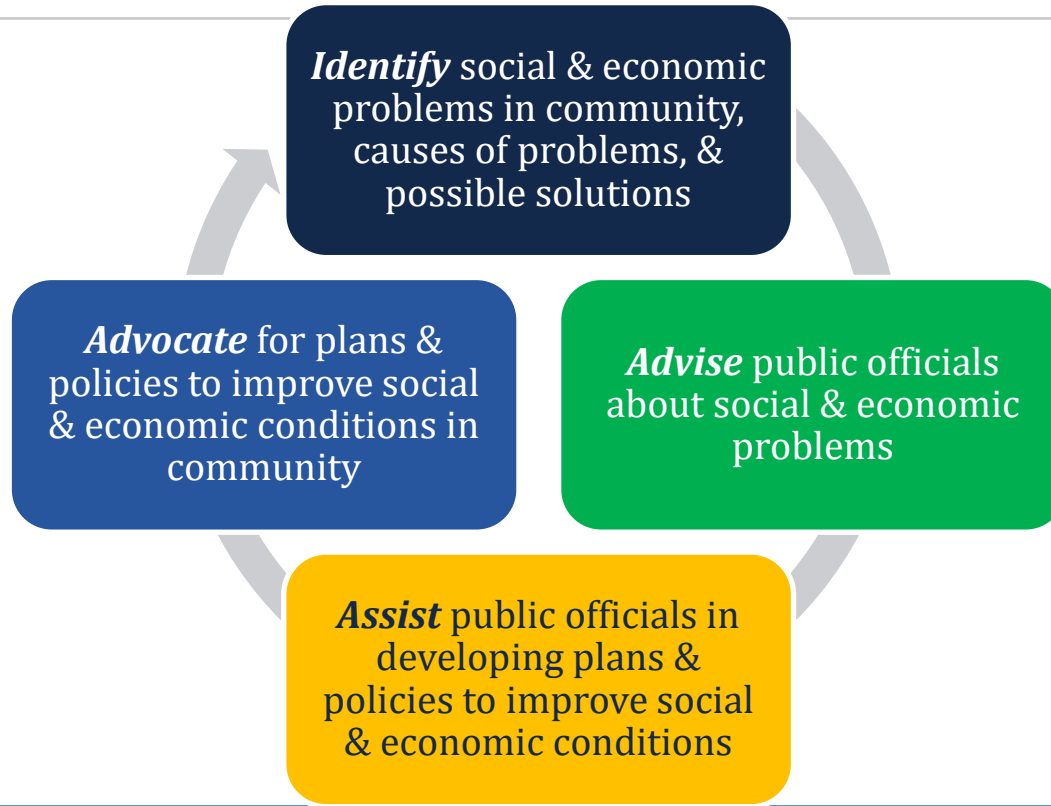 Identify social & economic
problems in community,
causes of problems, &
possible solutions
Advise public officials
about social & economic
problems
Assist public officials in
developing plans &
policies to improve social
& economic conditions
Advocate for plans &
policies to improve social
& economic conditions in
community